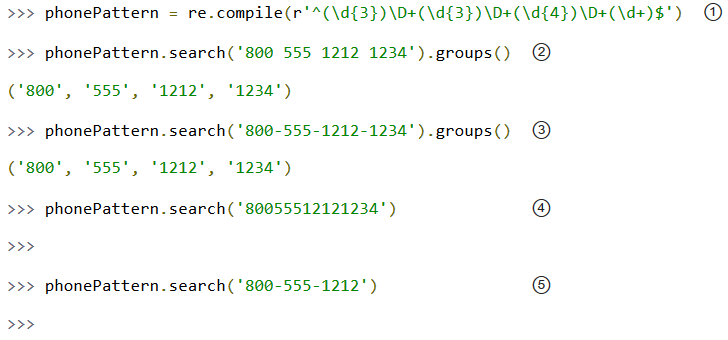 >>> phonePattern = re.compile(r'^(\d{3})\D+(\d{3})\D+(\d{4})\D+(\d+)$') ①
>>> phonePattern.search('800 555 1212 1234').groups() ②
('800', '555', '1212', '1234')
>>> phonePattern.search('800-555-1212-1234').groups() ③
('800', '555', '1212', '1234')
>>> phonePattern.search('80055512121234') ④
>>>
>>> phonePattern.search('800-555-1212') ⑤
>>>